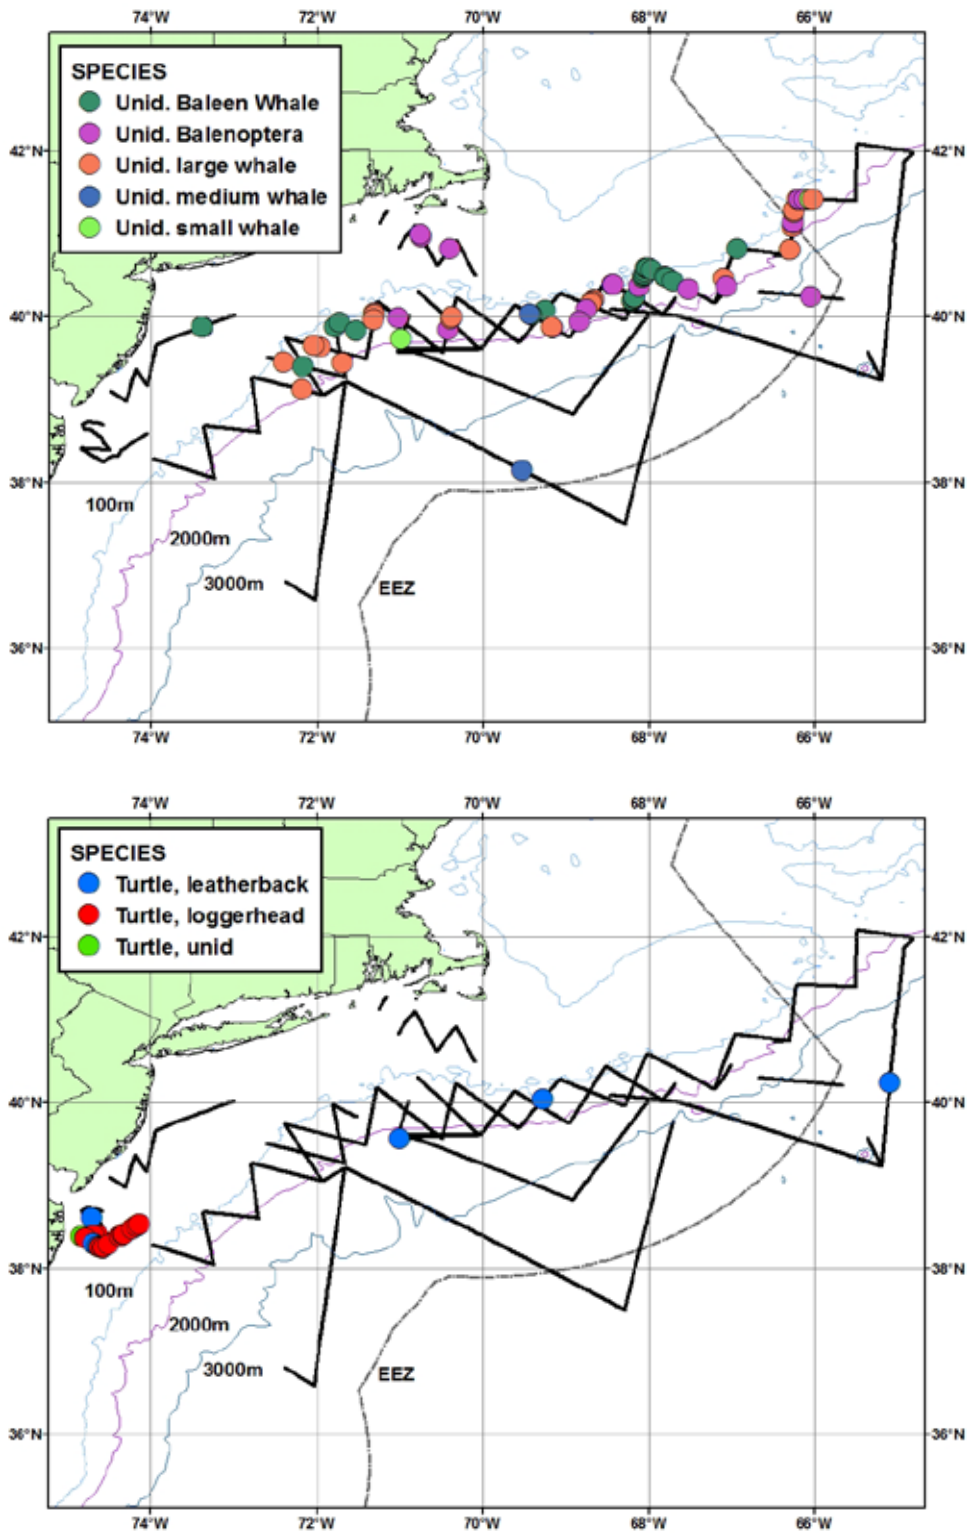 74°W 72°W 70°W 68°W 66°W
SPECIES
Unid. Baleen Whale
Unid. Balenoptera
Unid. large whale
Unid. medium whale
Unid. small whale
42°N 42°N
40°N 40°N
38°N 38°N
100m
2000m
3000m EEZ
36°N 36°N
74°W 72°W 70°W 68°W 66°W
74°W 72°W 70°W 68°W 66°W
SPECIES
Turtle, leatherback
Turtle, loggerhead
Turtle, unid
42°N 42°N
40°N 40°N
38°N 38°N
100m
2000m
3000m EEZ
36°N 36°N
74°W 72°W 70°W 68°W 66°W